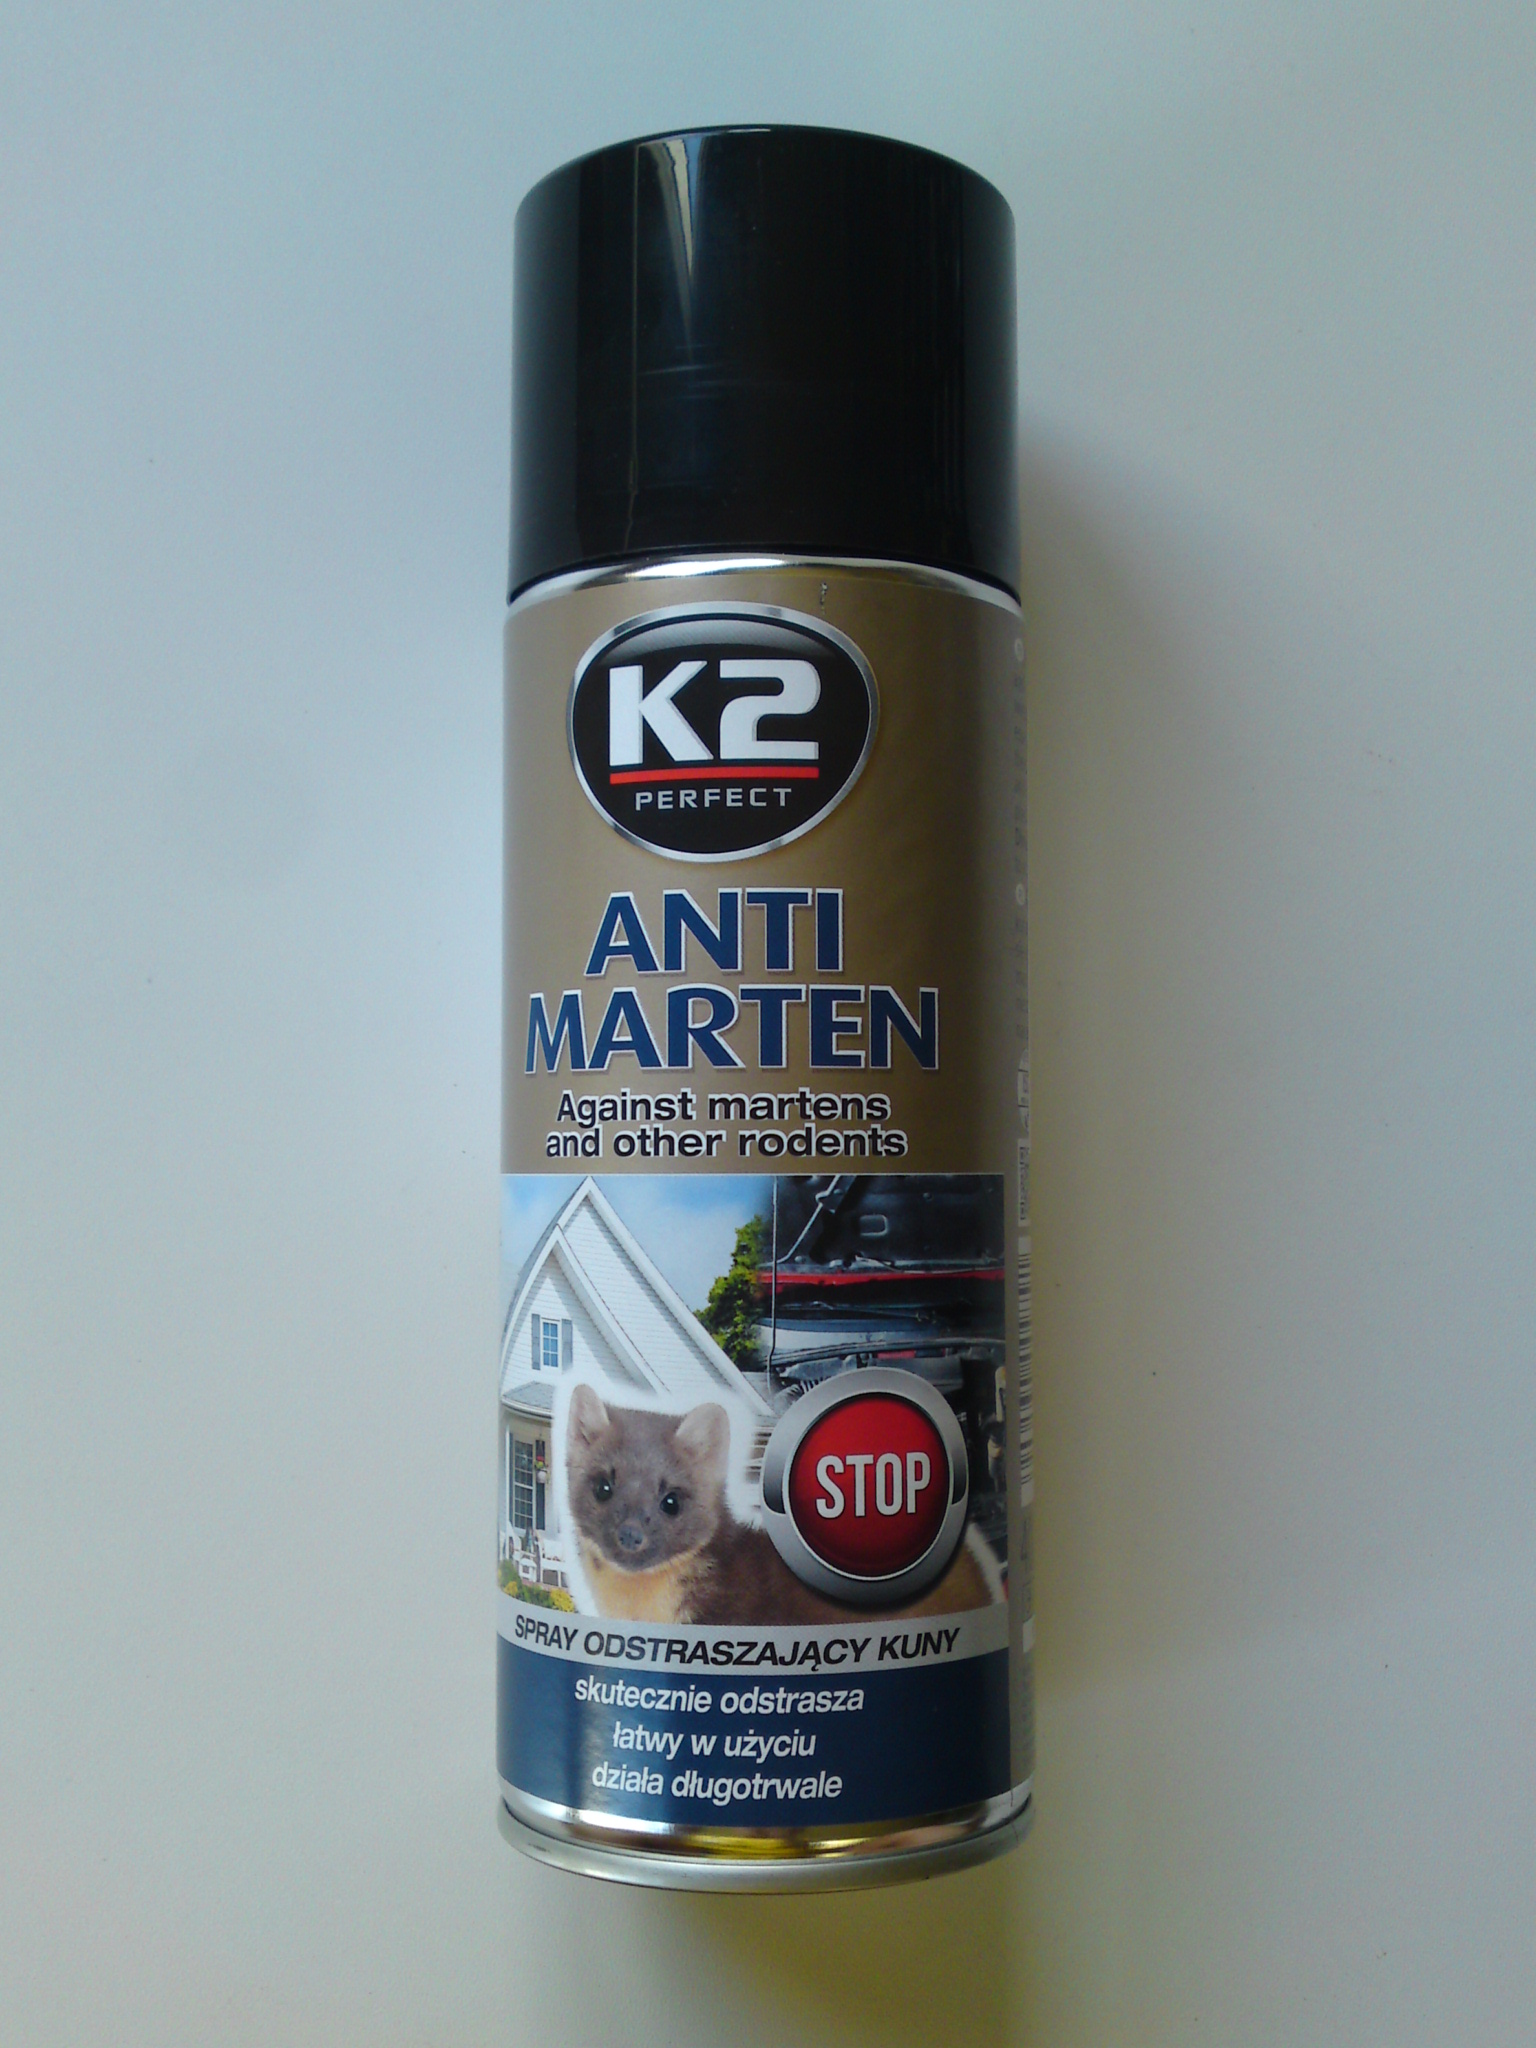 K2
PERFECT
ANTI
MARTEN
Against martens
and other rodents
STOP
SPRAY ODSTRASZAJĄCY KUNY
skutecznie odstrasza
łatwy w użyciu
działa długotrwale